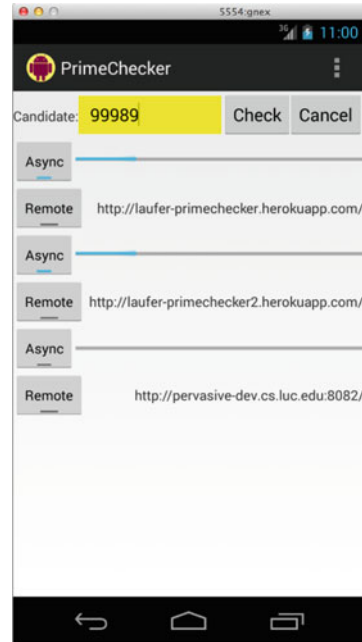 5554:gnex
3G 11:00
PrimeChecker
Candidate: 99989 Check Cancel
Async
Remote http://laufer-primechecker.herokuapp.com/
Async
Remote http://laufer-primechecker2.herokuapp.com/
Async
Remote http://pervasive-dev.cs.luc.edu:8082/